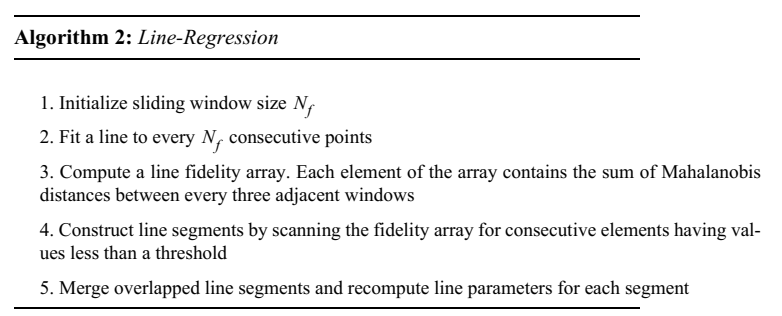 Algorithm 2: Line-Regression
1. Initialize sliding window size N_f
2. Fit a line to every N_f consecutive points
3. Compute a line fidelity array. Each element of the array contains the sum of Mahalanobis
distances between every three adjacent windows
4. Construct line segments by scanning the fidelity array for consecutive elements having val-
ues less than a threshold
5. Merge overlapped line segments and recompute line parameters for each segment